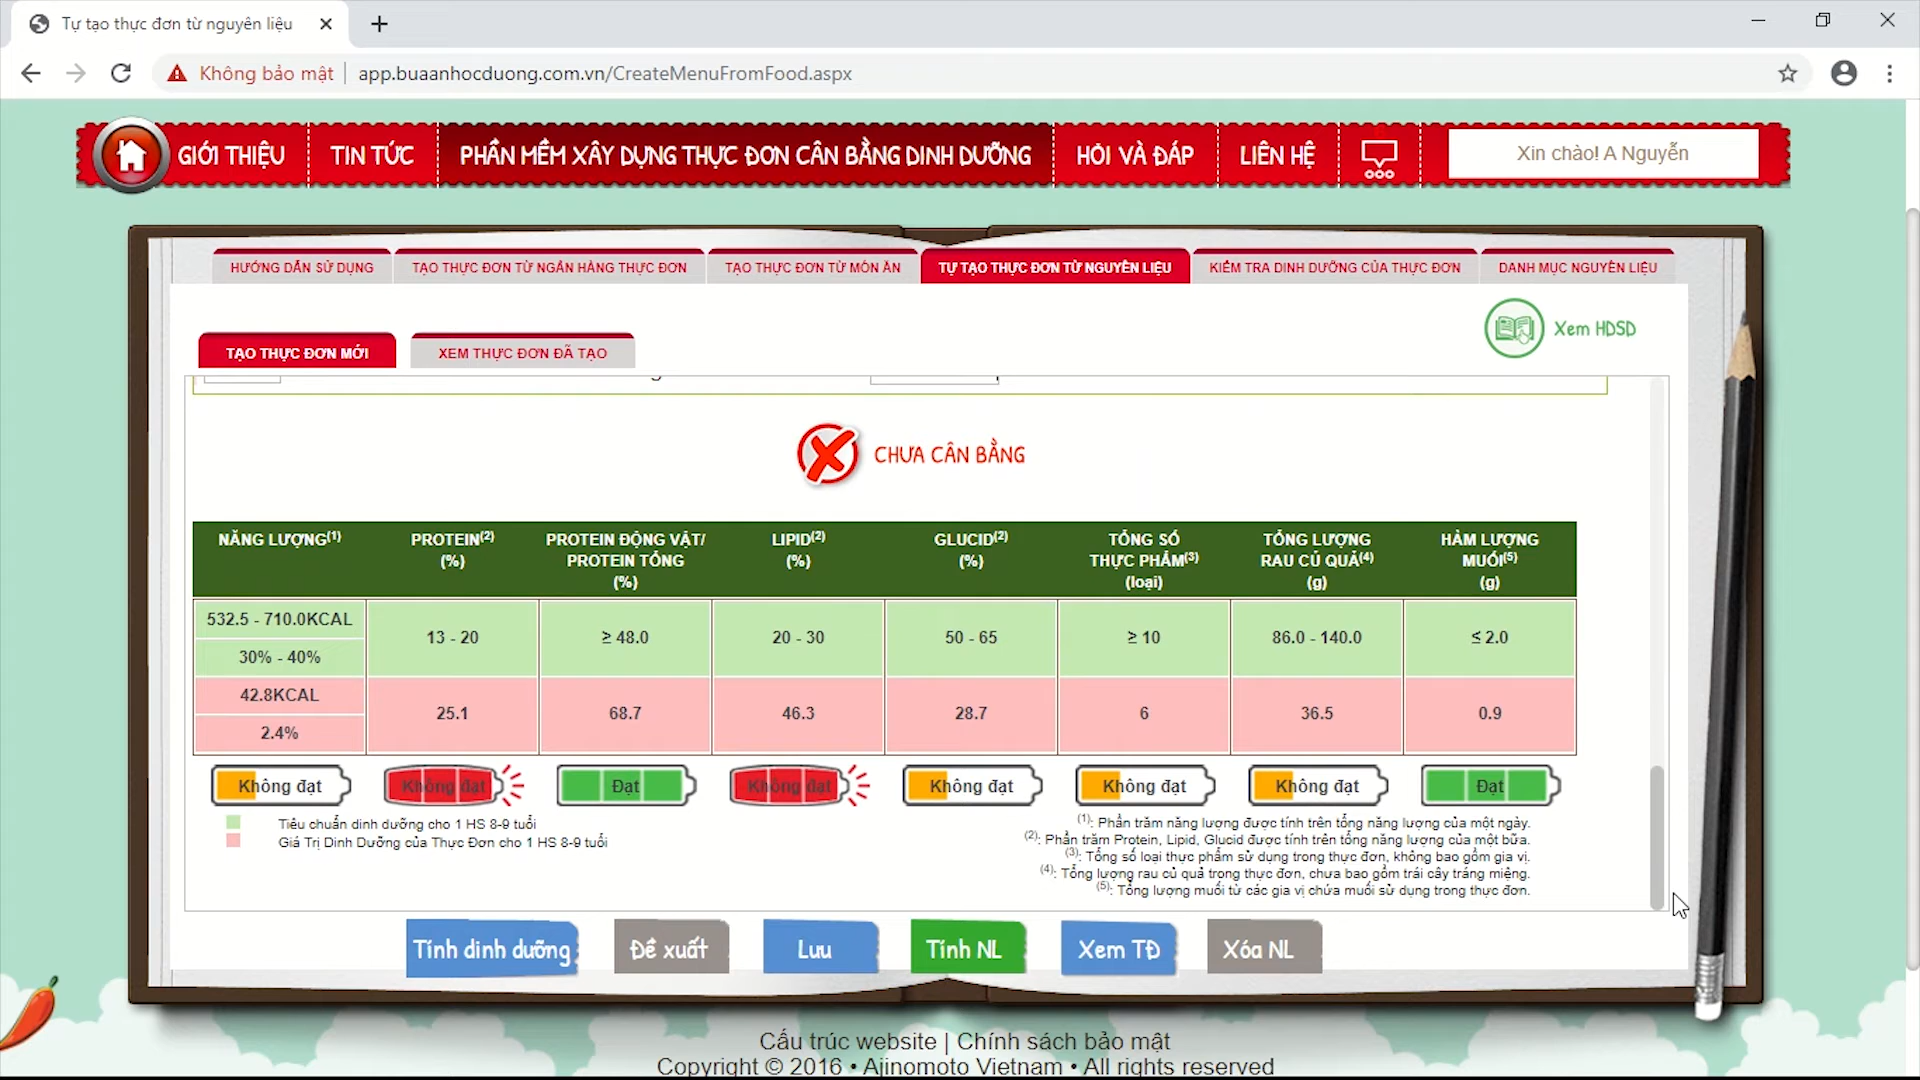 Tự tạo thực đơn từ nguyên liệu
Không bảo mật | app.buaanhocduong.com.vn/CreateMenuFromFood.aspx
GIỚI THIỆU TIN TỨC PHẦN MỀM XÂY DỰNG THỰC ĐƠN CÂN BẰNG DINH DƯỠNG HỎI VÀ ĐÁP LIÊN HỆ Xin chào! A Nguyễn
HƯỚNG DẪN SỬ DỤNG TẠO THỰC ĐƠN TỪ NGÂN HÀNG THỰC ĐƠN TẠO THỰC ĐƠN TỪ MÓN ĂN TỰ TẠO THỰC ĐƠN TỪ NGUYÊN LIỆU KIỂM TRA DINH DƯỠNG CỦA THỰC ĐƠN DANH MỤC NGUYÊN LIỆU
Xem HDSD
TẠO THỰC ĐƠN MỚI XEM THỰC ĐƠN ĐÃ TẠO
CHƯA CÂN BẰNG
NĂNG LƯỢNG(1) PROTEIN(2) PROTEIN ĐỘNG VẬT/ LIPID(2) GLUCID(2) TỔNG SỐ TỔNG LƯỢNG HÀM LƯỢNG
(%) PROTEIN TỔNG (%) (%) THỰC PHẨM(3) RAU CỦ QUẢ(4) MUỐI(5)
(%) (loại) (g) (g)
532.5 - 710.0KCAL
13 - 20 ≥ 48.0 20 - 30 50 - 65 ≥ 10 86.0 - 140.0 ≤ 2.0
30% - 40%
42.8KCAL
25.1 68.7 46.3 28.7 6 36.5 0.9
2.4%
Không đạt Không đạt Đạt Không đạt Không đạt Không đạt Không đạt Đạt
Tiêu chuẩn dinh dưỡng cho 1 HS 8-9 tuổi
Giá Trị Dinh Dưỡng của Thực Đơn cho 1 HS 8-9 tuổi
(1): Phần trăm năng lượng được tính trên tổng năng lượng của một ngày.
(2): Phần trăm Protein, Lipid, Glucid được tính trên tổng năng lượng của một bữa.
(3): Tổng số loại thực phẩm sử dụng trong thực đơn, không bao gồm gia vị.
(4): Tổng lượng rau củ quả trong thực đơn, chưa bao gồm trái cây tráng miệng.
(5): Tổng lượng muối từ các gia vị chứa muối sử dụng trong thực đơn.
Tính dinh dưỡng Đề xuất Lưu Tính NL Xem TĐ Xóa NL
Cấu trúc website | Chính sách bảo mật
Copyright © 2016 • Ajinomoto Vietnam • All rights reserved